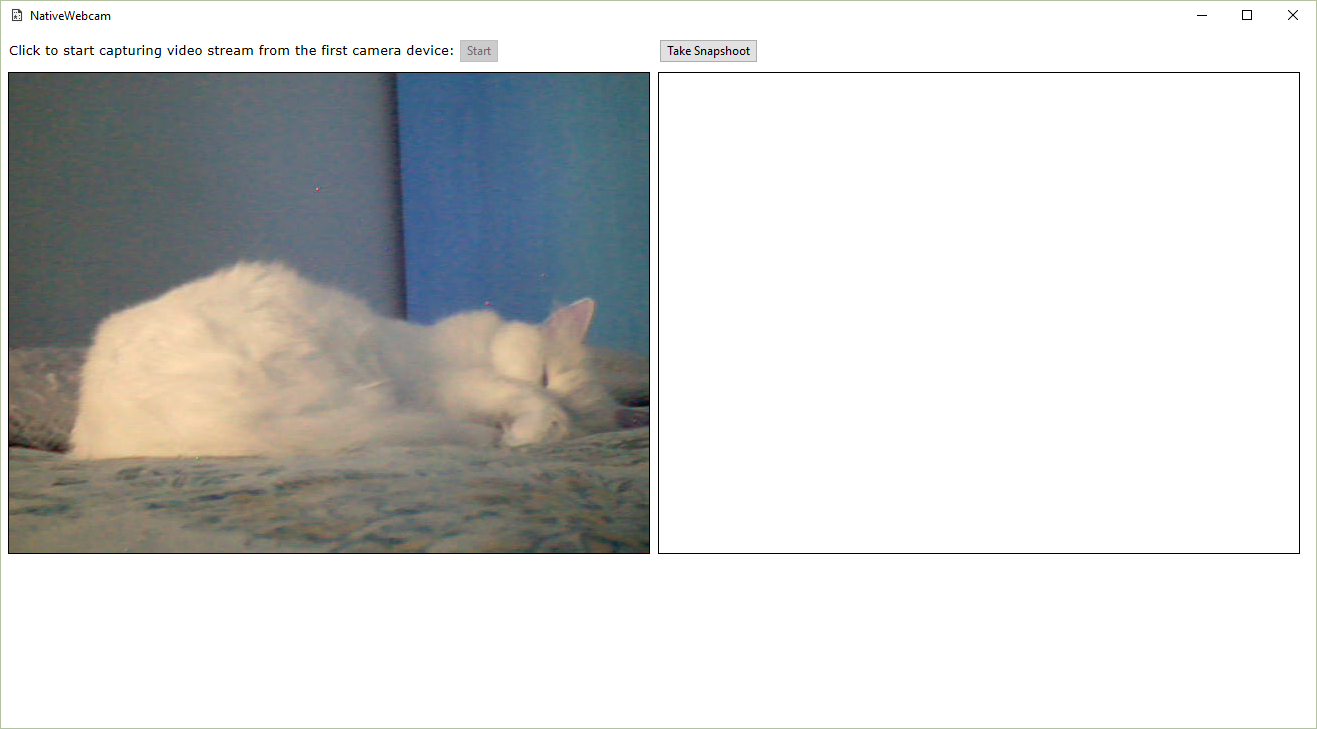 NativeWebcam
Click to start capturing video stream from the first camera device: Start
Take Snapshoot